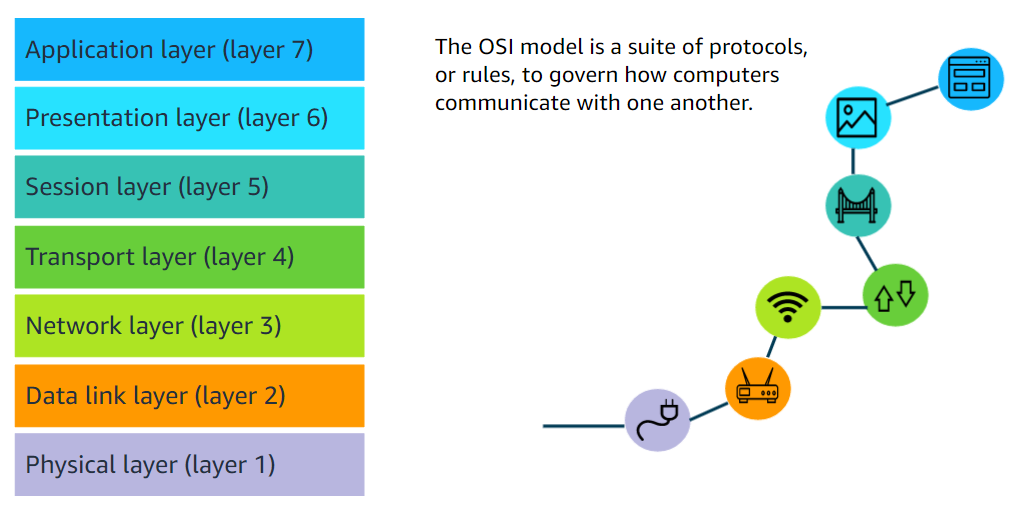 Application layer (layer 7)
Presentation layer (layer 6)
Session layer (layer 5)
Transport layer (layer 4)
Network layer (layer 3)
Data link layer (layer 2)
Physical layer (layer 1)
The OSI model is a suite of protocols,
or rules, to govern how computers
communicate with one another.